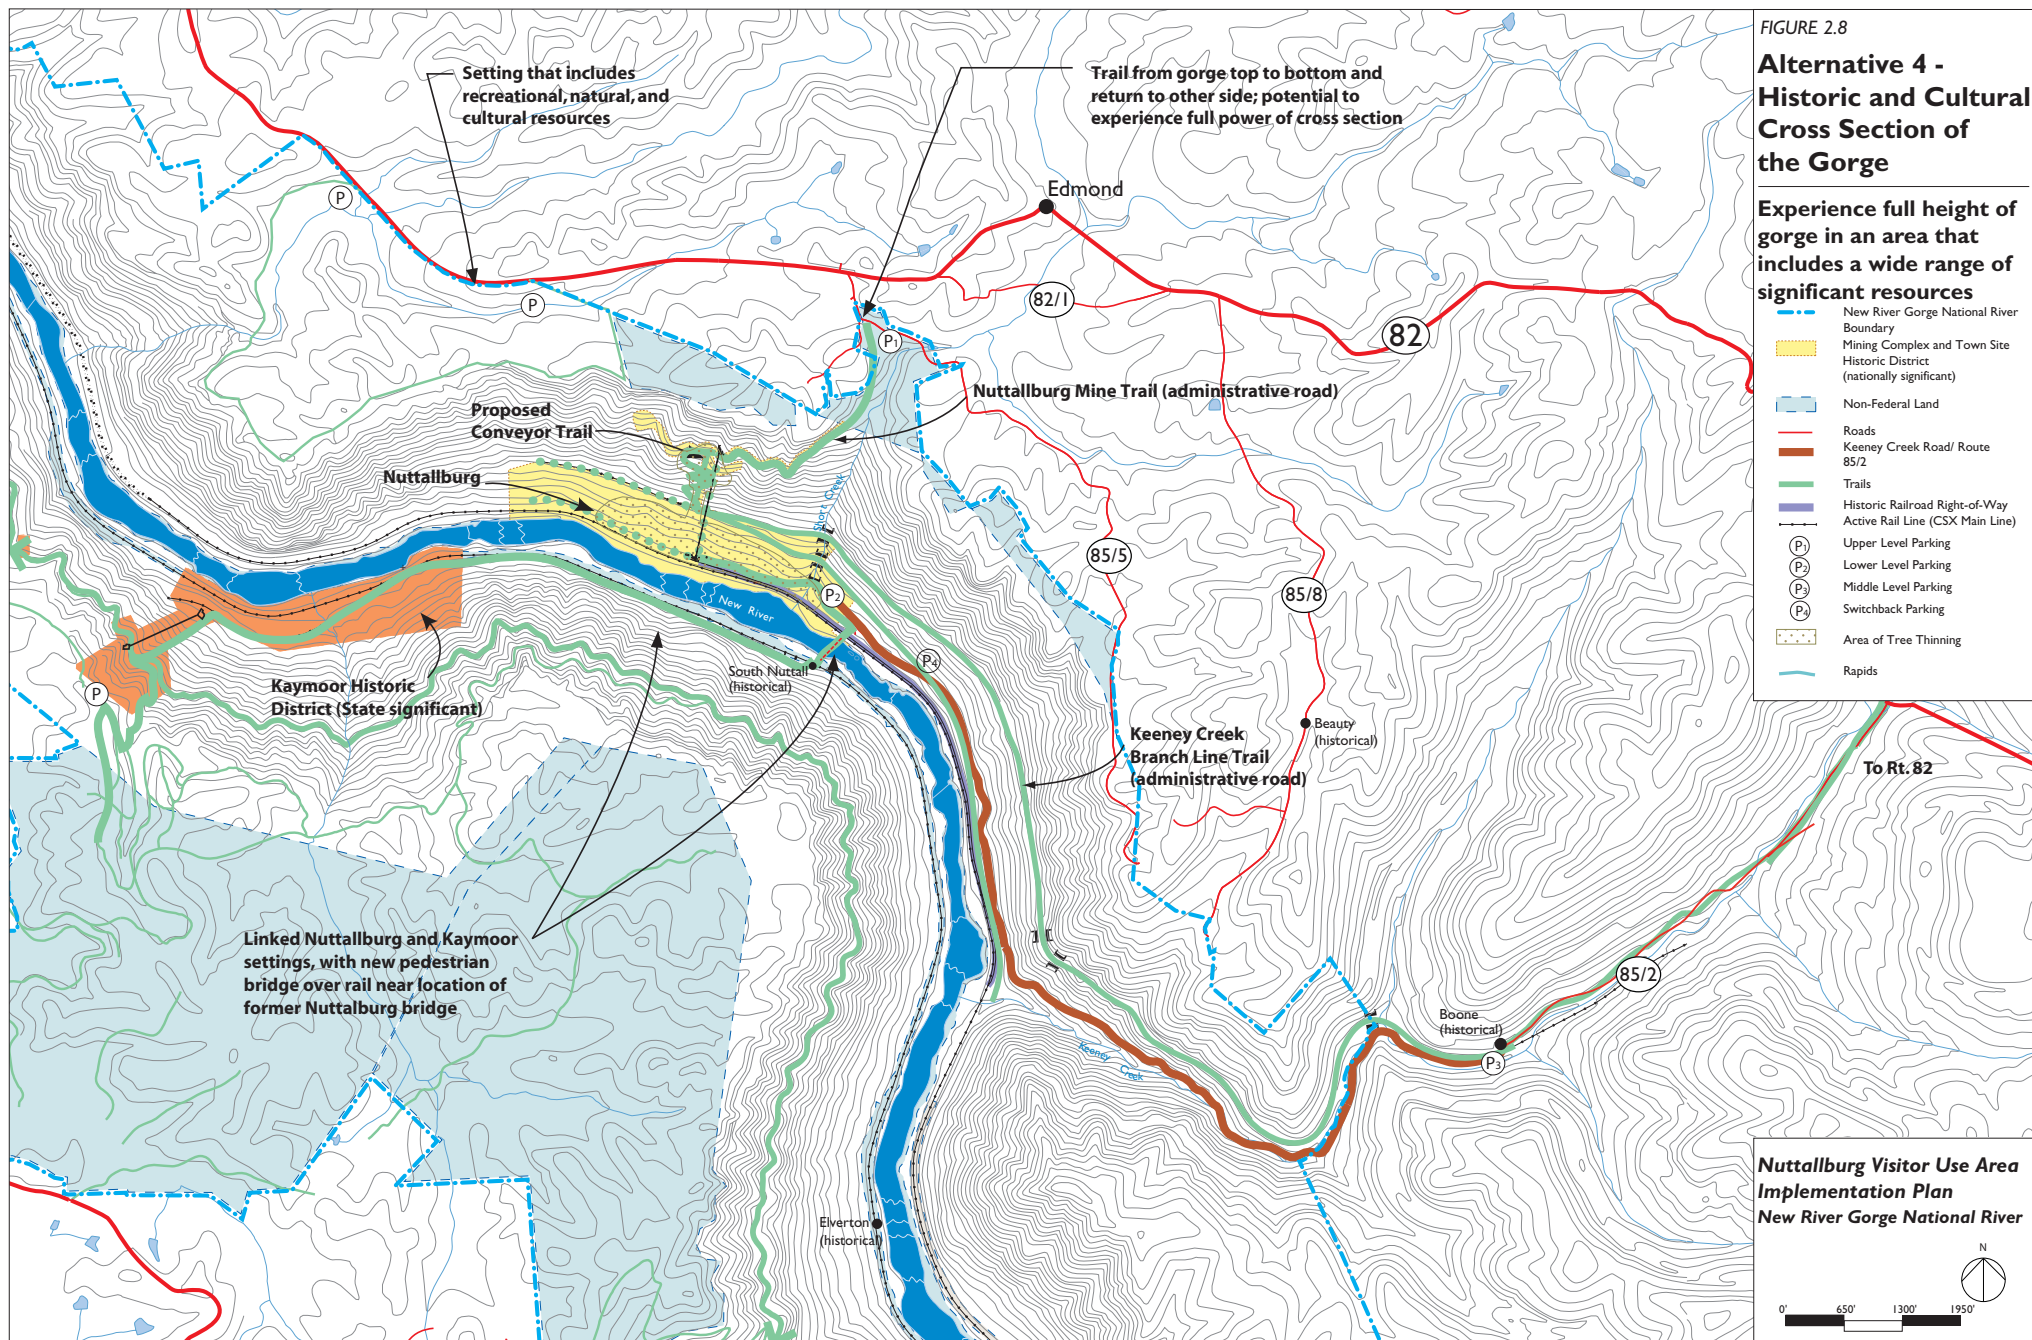 FIGURE 2.8
Alternative 4 -
Historic and Cultural
Cross Section of
the Gorge
Experience full height of
gorge in an area that
includes a wide range of
significant resources
New River Gorge National River
Boundary
Mining Complex and Town Site
Historic District
(nationally significant)
Non-Federal Land
Roads
Keeney Creek Road/ Route
85/2
Trails
Historic Railroad Right-of-Way
Active Rail Line (CSX Main Line)
P1 Upper Level Parking
P2 Lower Level Parking
P3 Middle Level Parking
P4 Switchback Parking
Area of Tree Thinning
Rapids
Setting that includes
recreational, natural, and
cultural resources
Trail from gorge top to bottom and
return to other side; potential to
experience full power of cross section
Edmond
P
P
82/1
82
P1
Nuttallburg Mine Trail (administrative road)
Proposed
Conveyor Trail
Nuttallburg
Short Creek
85/5
85/8
P2
New River
South Nuttall
(historical)
P4
Kaymoor Historic
District (State significant)
P
Beauty
(historical)
Keeney Creek
Branch Line Trail
(administrative road)
To Rt. 82
Linked Nuttallburg and Kaymoor
settings, with new pedestrian
bridge over rail near location of
former Nuttalburg bridge
85/2
Boone
(historical)
P3
Keeney
Creek
Elverton
(historical)
Nuttallburg Visitor Use Area
Implementation Plan
New River Gorge National River
N
0' 650' 1300' 1950'